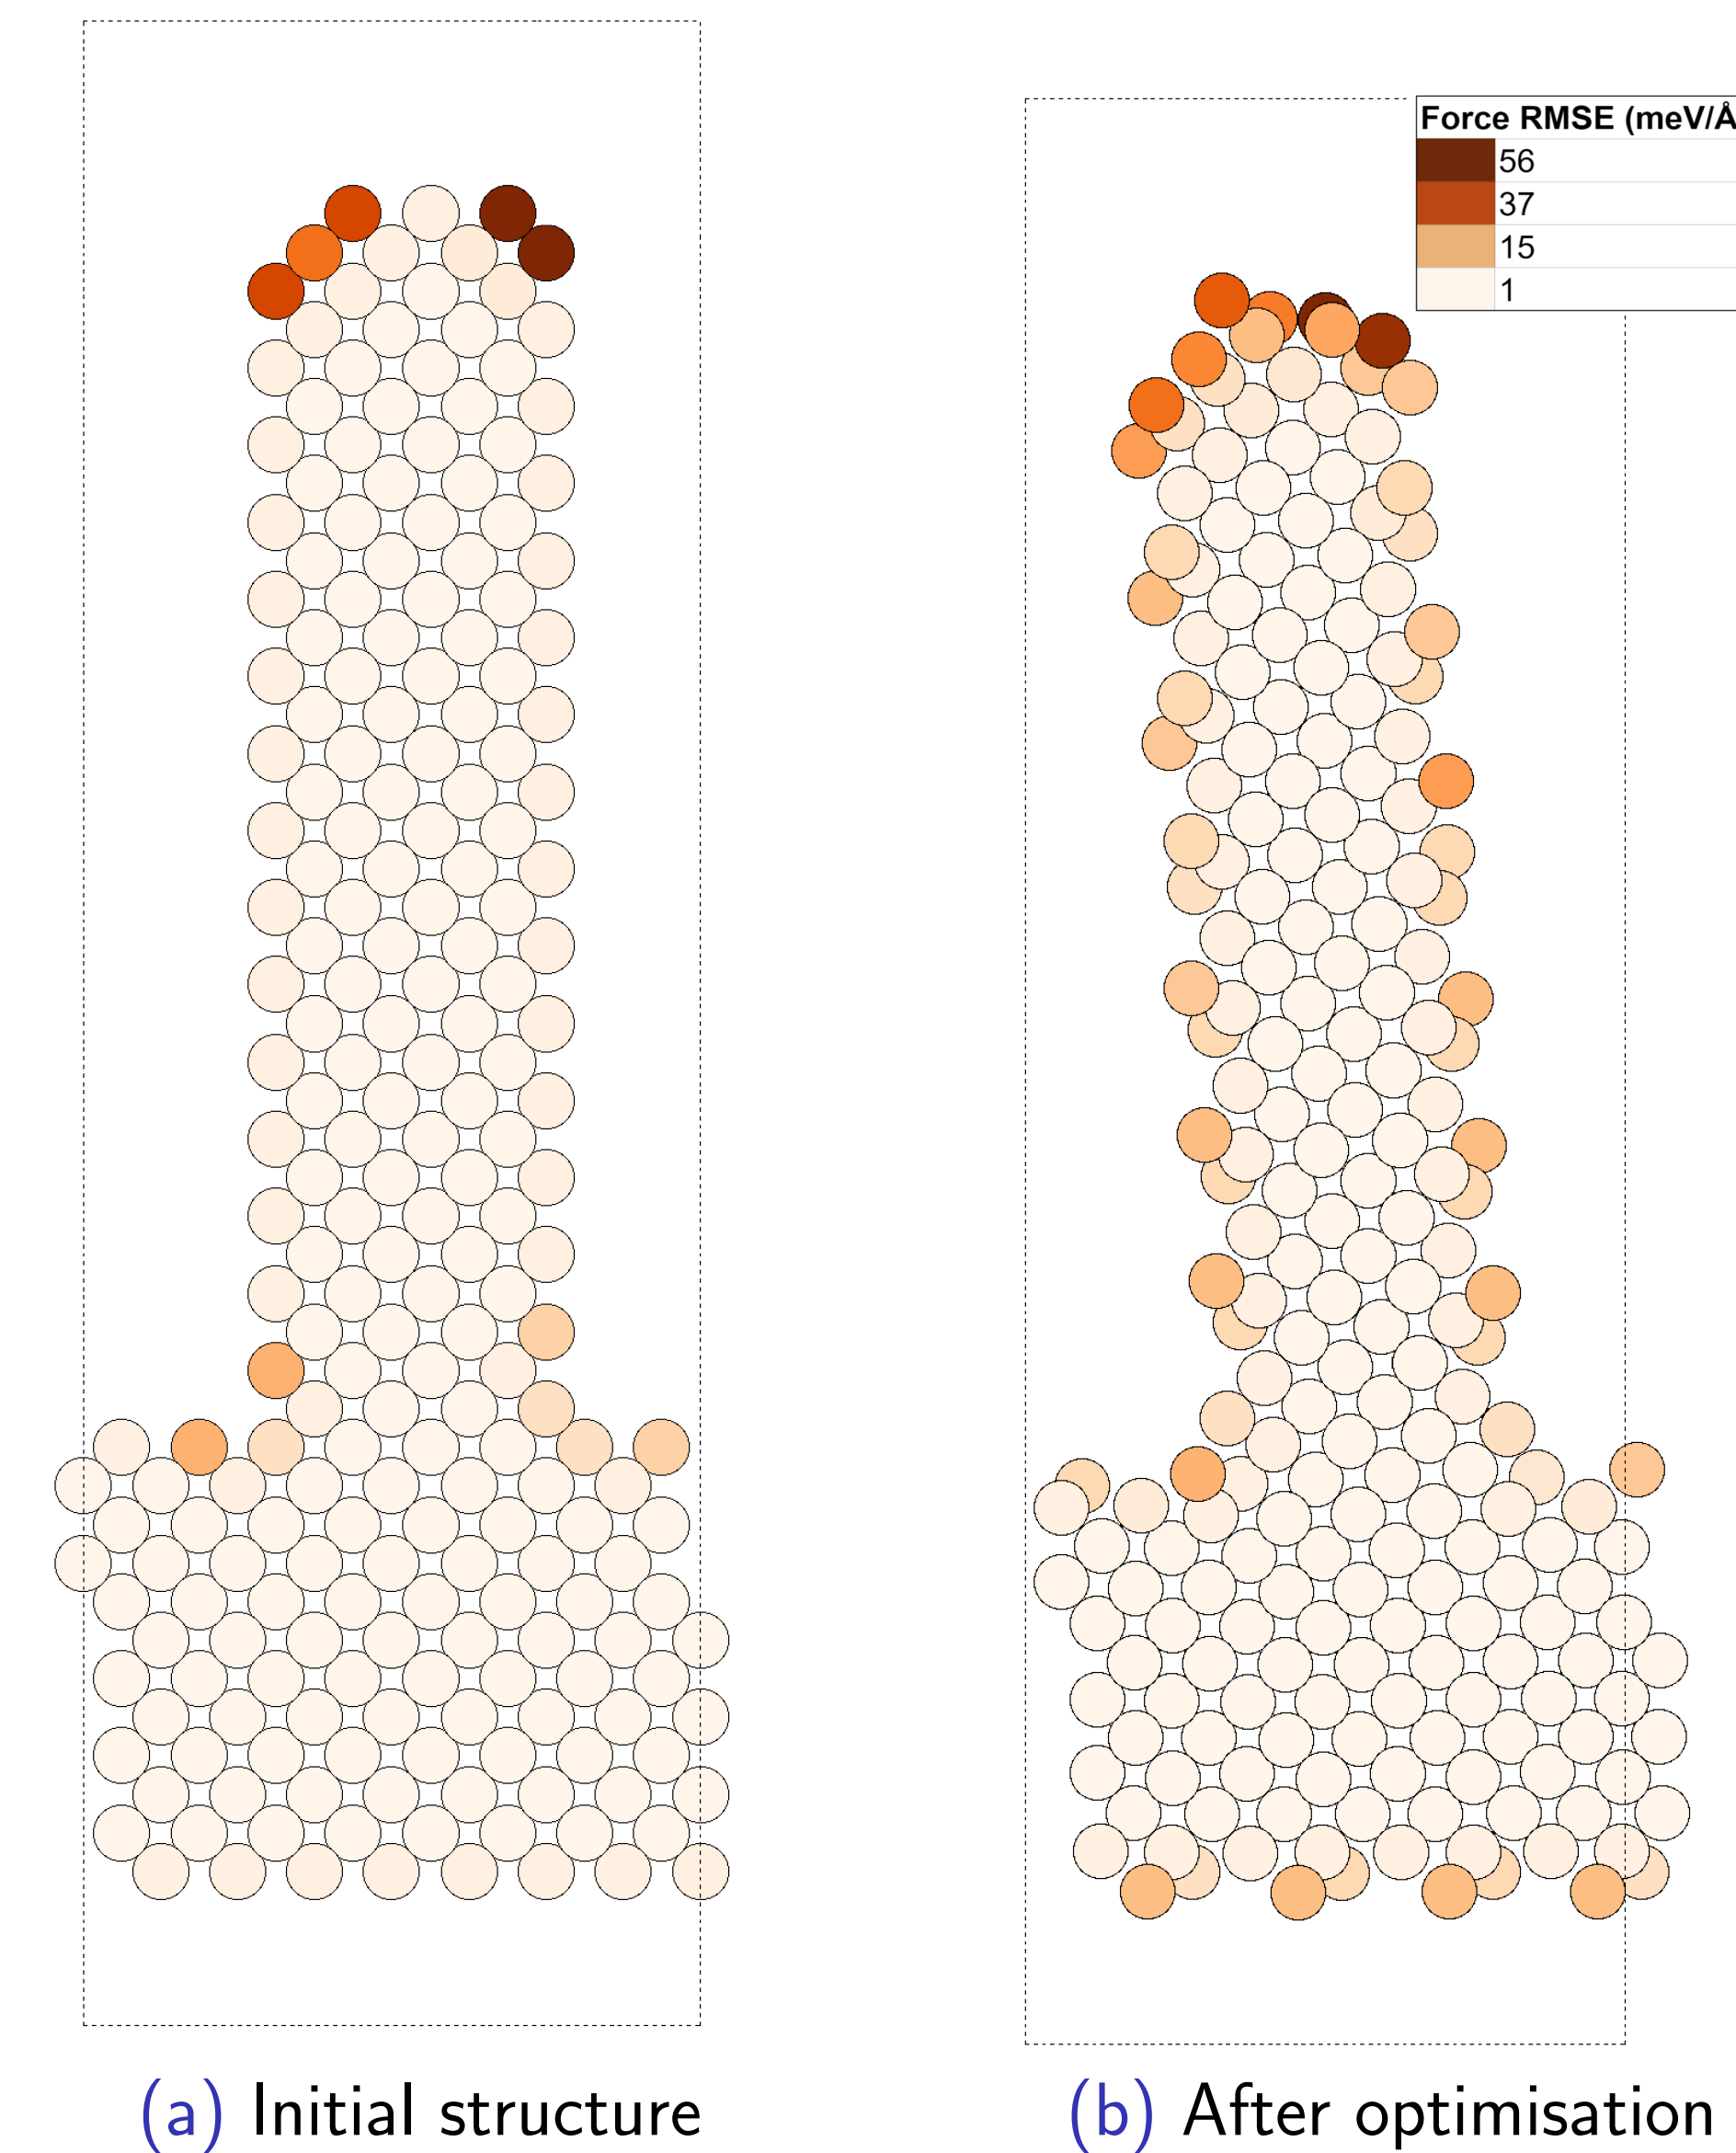 Force RMSE (meV/Å
56
37
15
1
(a) Initial structure
(b) After optimisation